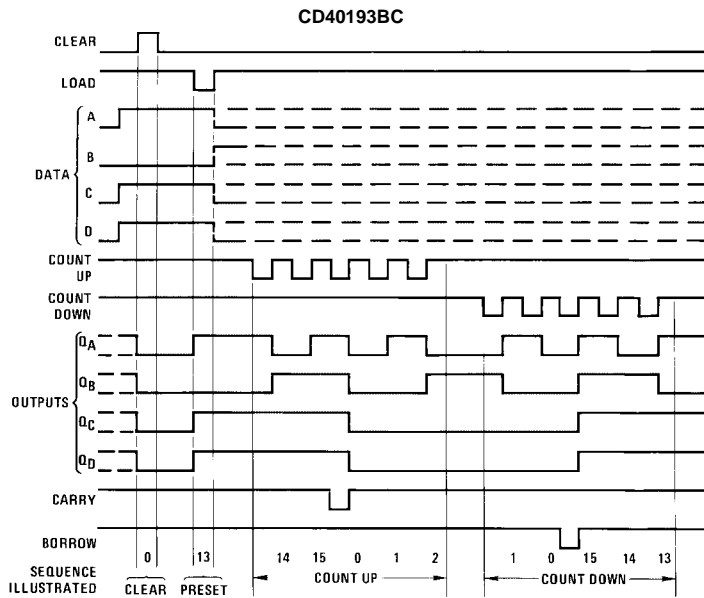 CD40193BC
CLEAR
LOAD
A
B
DATA
C
D
COUNT
UP
COUNT
DOWN
QA
QB
OUTPUTS
QC
QD
CARRY
BORROW
0 13 14 15 0 1 2 1 0 15 14 13
SEQUENCE
ILLUSTRATED
CLEAR PRESET COUNT UP COUNT DOWN